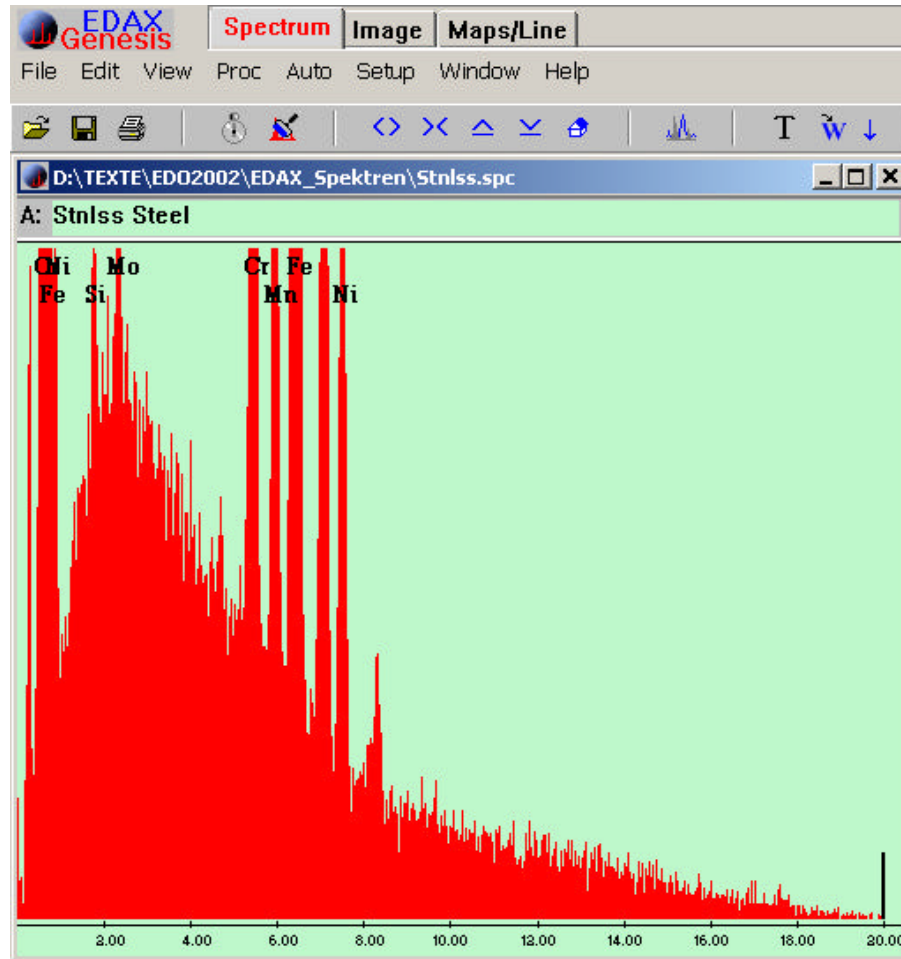 EDAX
Genesis
Spectrum Image Maps/Line
File Edit View Proc Auto Setup Window Help
T W
D:\TEXTE\EDO2002\EDAX_Spektren\Stnlss.spc
A: Stnlss Steel
Ni Mo Cr Fe
Fe Si Mn Ni
2.00 4.00 6.00 8.00 10.00 12.00 14.00 16.00 18.00 20.00